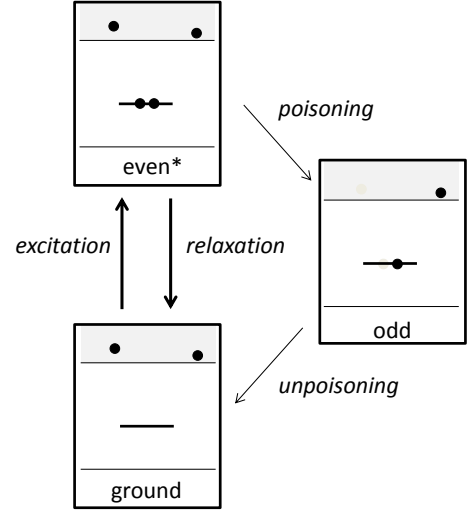 even*
poisoning
excitation
relaxation
odd
unpoisoning
ground